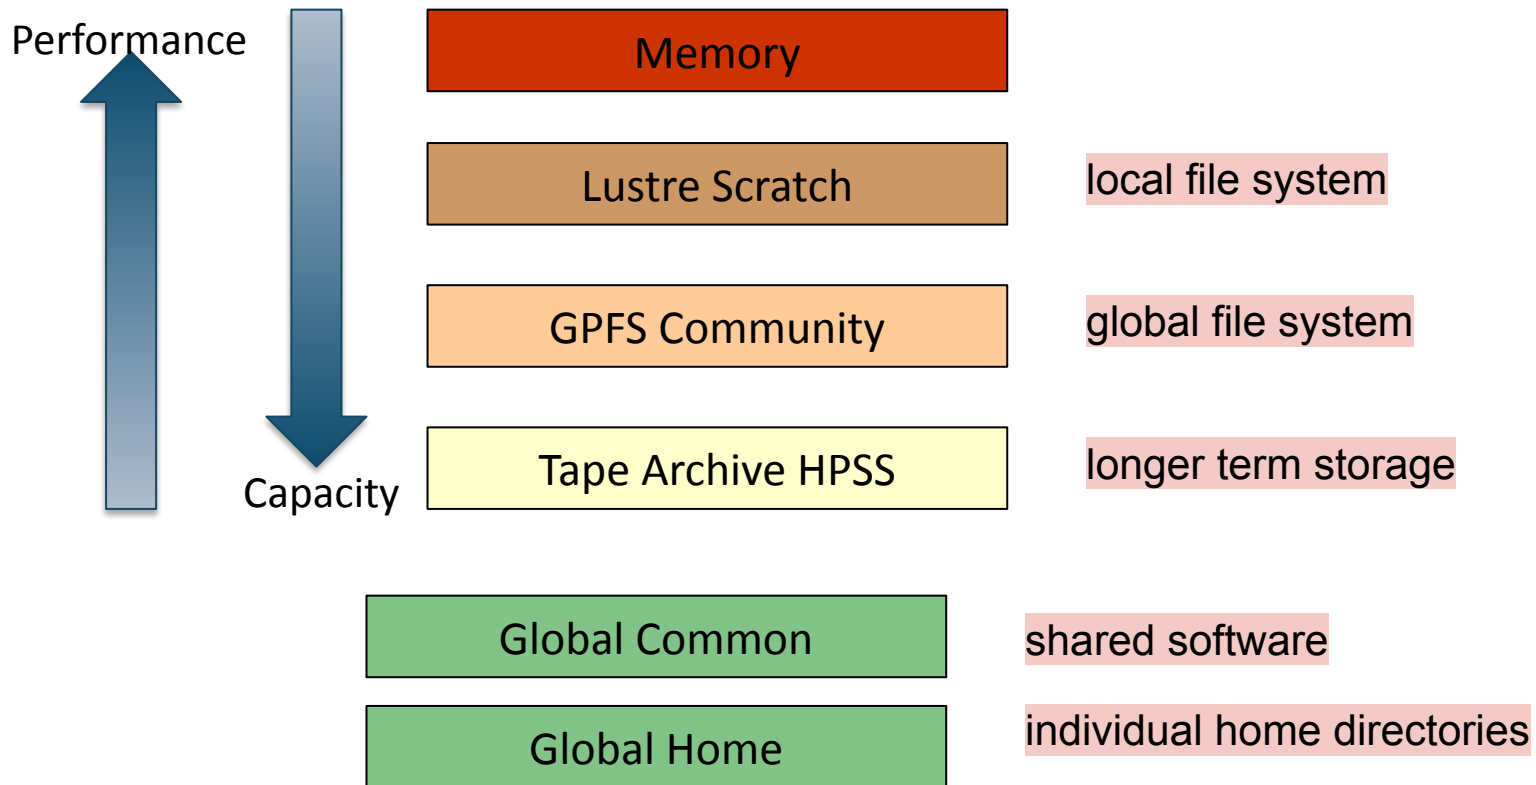 Performance
Memory
Lustre Scratch
local file system
GPFS Community
global file system
Tape Archive HPSS
longer term storage
Capacity
Global Common
shared software
Global Home
individual home directories